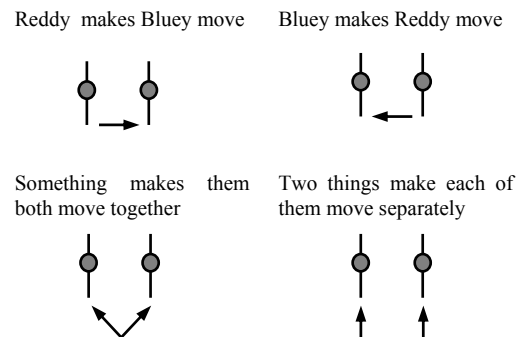 Reddy makes Bluey move
Bluey makes Reddy move
Something makes them
both move together
Two things make each of
them move separately